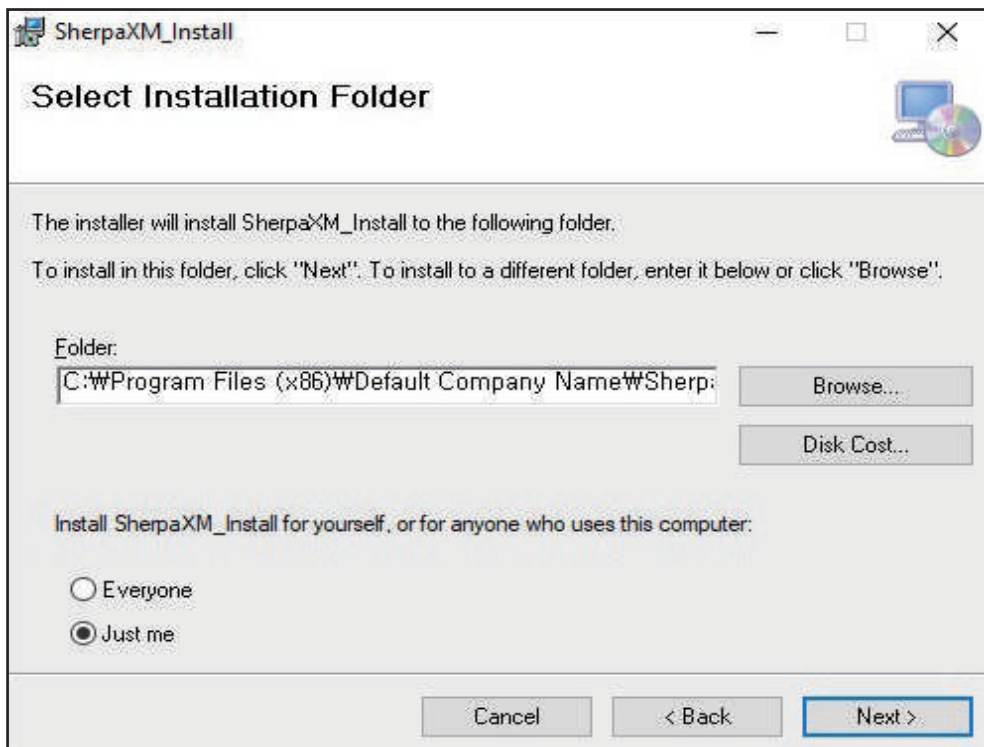 SherpaXM_Install
Select Installation Folder
The installer will install SherpaXM_Install to the following folder.
To install in this folder, click "Next". To install to a different folder, enter it below or click "Browse".
Folder:
C:₩Program Files (x86)₩Default Company Name₩Sherpa
Browse...
Disk Cost...
Install SherpaXM_Install for yourself, or for anyone who uses this computer:
Everyone
Just me
Cancel
< Back
Next >